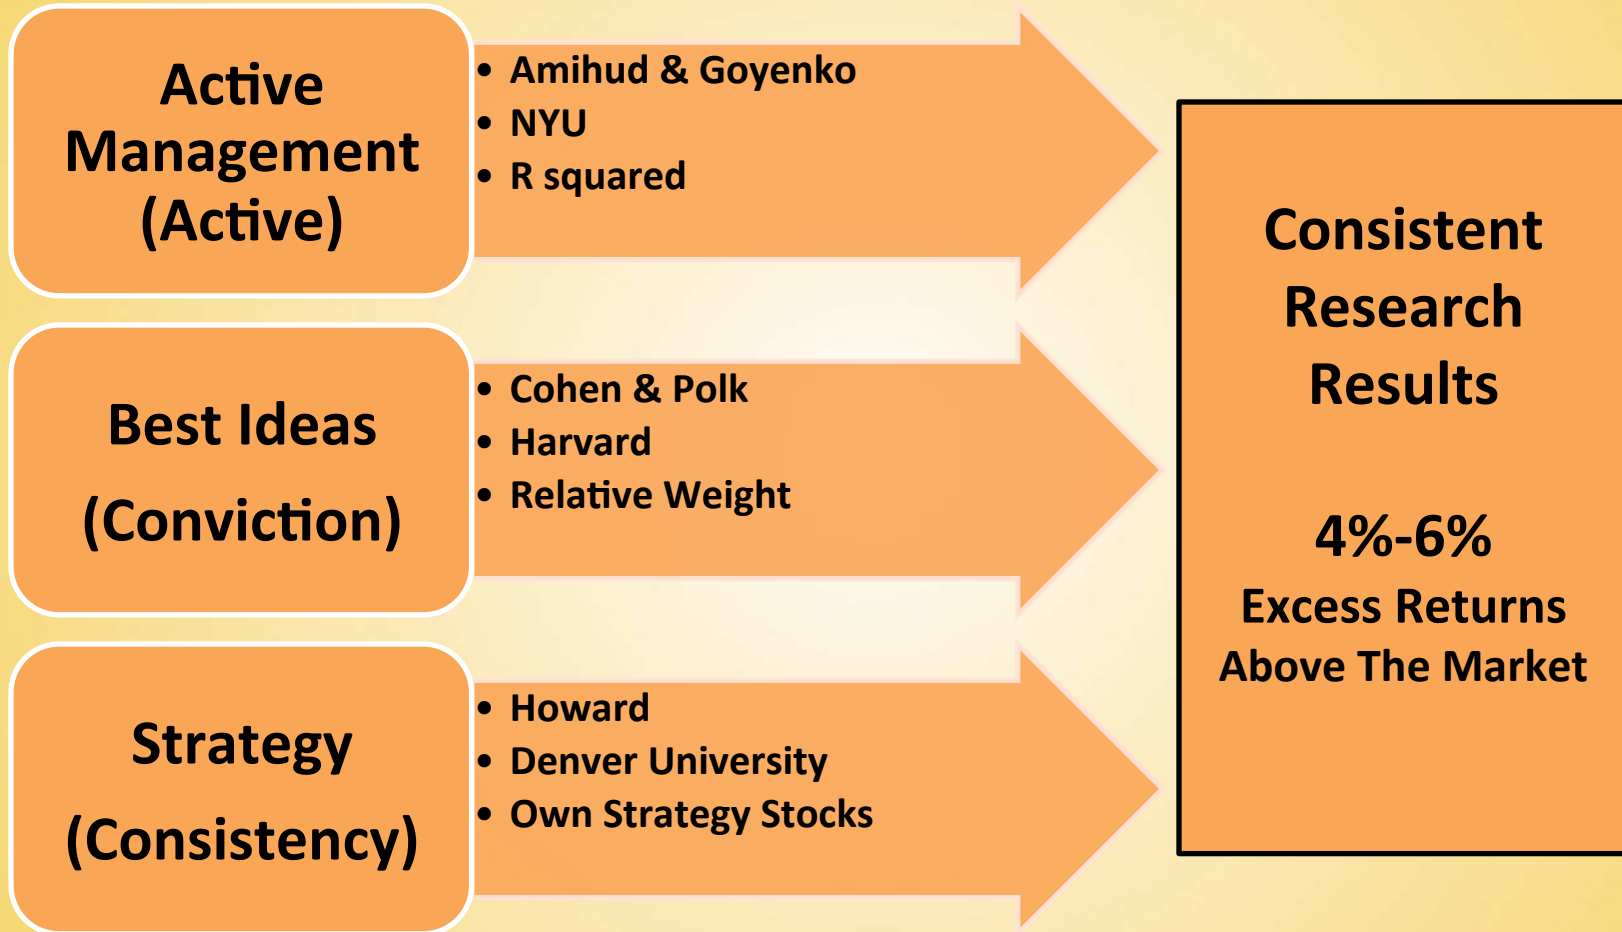 Active
Management
(Active)
• Amihud & Goyenko
• NYU
• R squared
Best Ideas
(Conviction)
• Cohen & Polk
• Harvard
• Relative Weight
Strategy
(Consistency)
• Howard
• Denver University
• Own Strategy Stocks
Consistent
Research
Results
4%-6%
Excess Returns
Above The Market